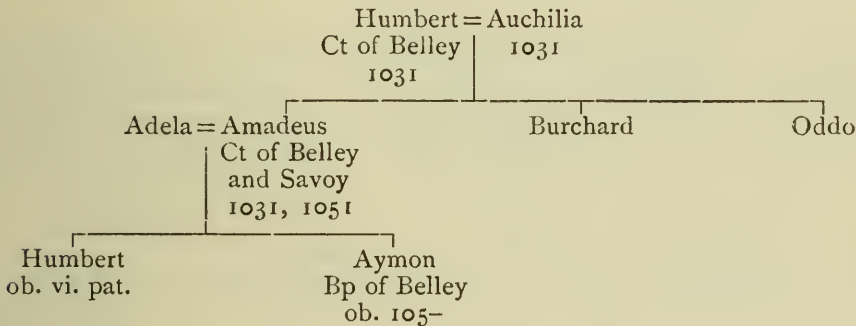 Humbert = Auchilia
Ct of Belley 1031
1031
Adela = Amadeus Burchard Oddo
Ct of Belley
and Savoy
1031, 1051
Humbert Aymon
ob. vi. pat. Bp of Belley
ob. 105–